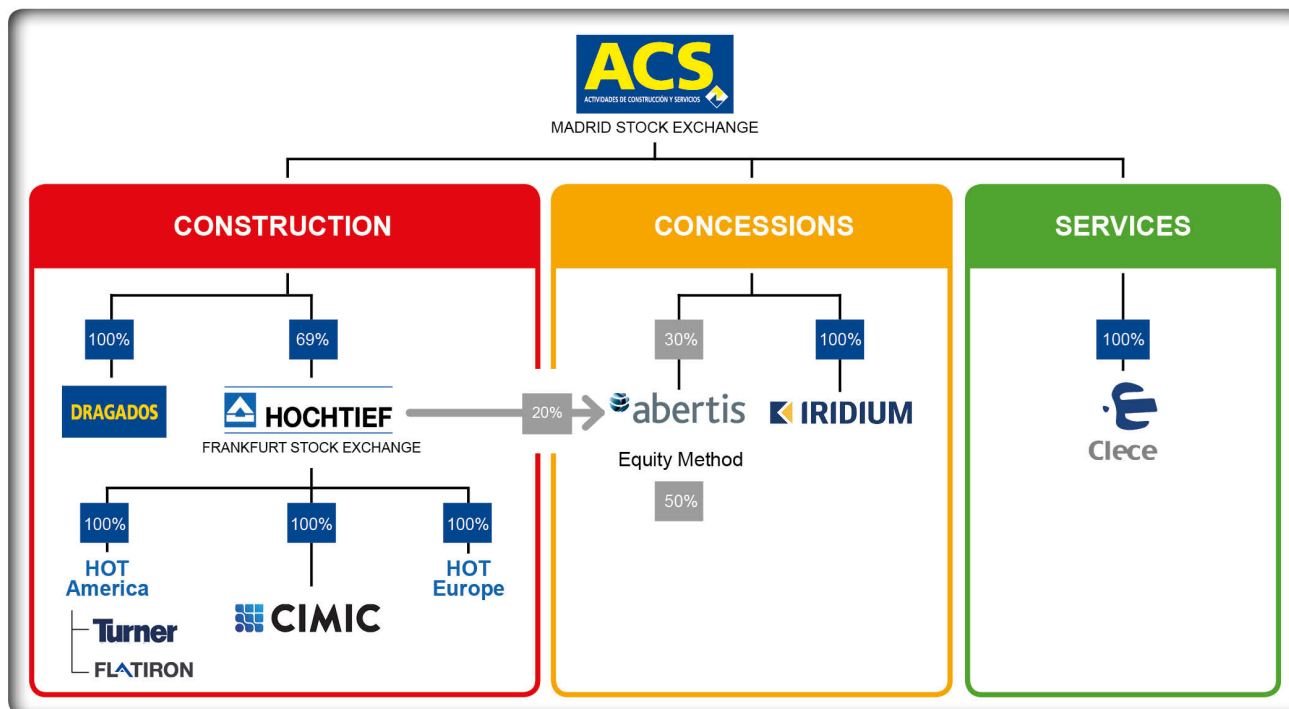 ACS
ACTIVIDADES DE CONSTRUCCIÓN Y SERVICIOS
MADRID STOCK EXCHANGE
CONSTRUCTION
CONCESSIONS
SERVICES
100%
69%
30%
100%
100%
DRAGADOS
HOCHTIEF
20%
abertis
IRIDIUM
Clece
FRANKFURT STOCK EXCHANGE
Equity Method
50%
100%
100%
100%
HOT
America
HOT
Europe
CIMIC
Turner
FLATIRON